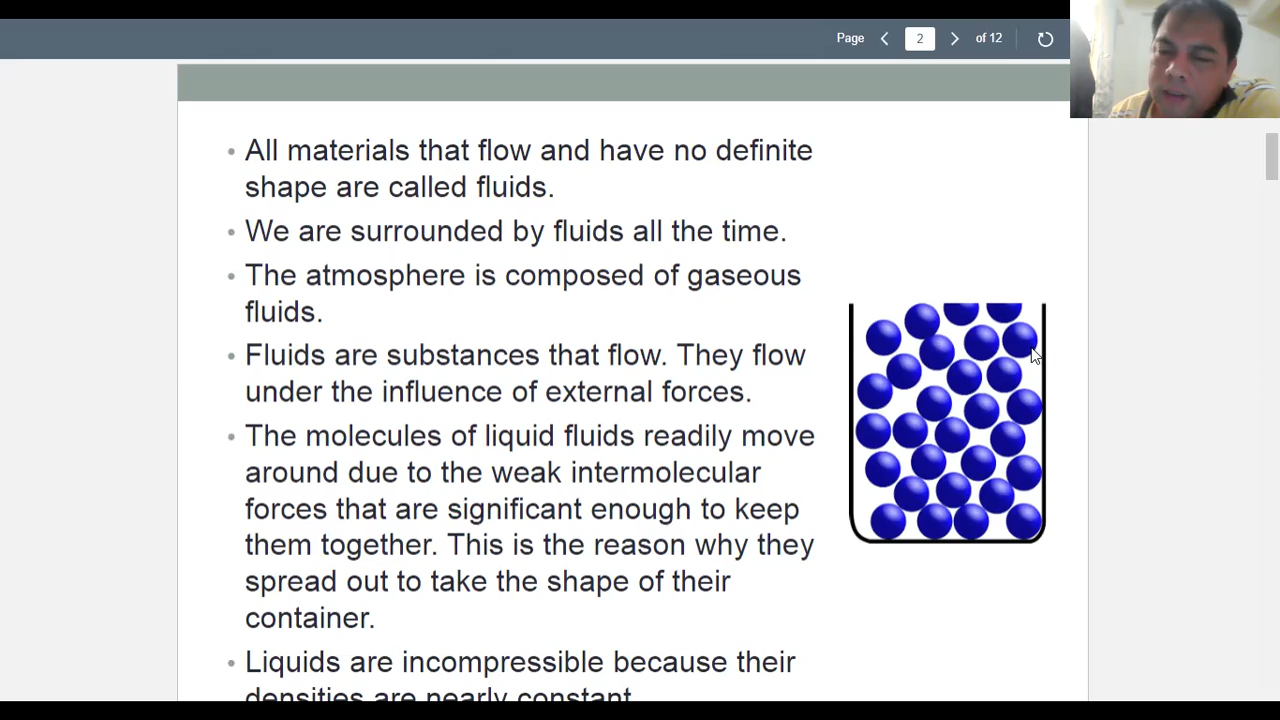 Page 2 of 12
• All materials that flow and have no definite
shape are called fluids.
• We are surrounded by fluids all the time.
• The atmosphere is composed of gaseous
fluids.
• Fluids are substances that flow. They flow
under the influence of external forces.
• The molecules of liquid fluids readily move
around due to the weak intermolecular
forces that are significant enough to keep
them together. This is the reason why they
spread out to take the shape of their
container.
• Liquids are incompressible because their
densities are nearly constant